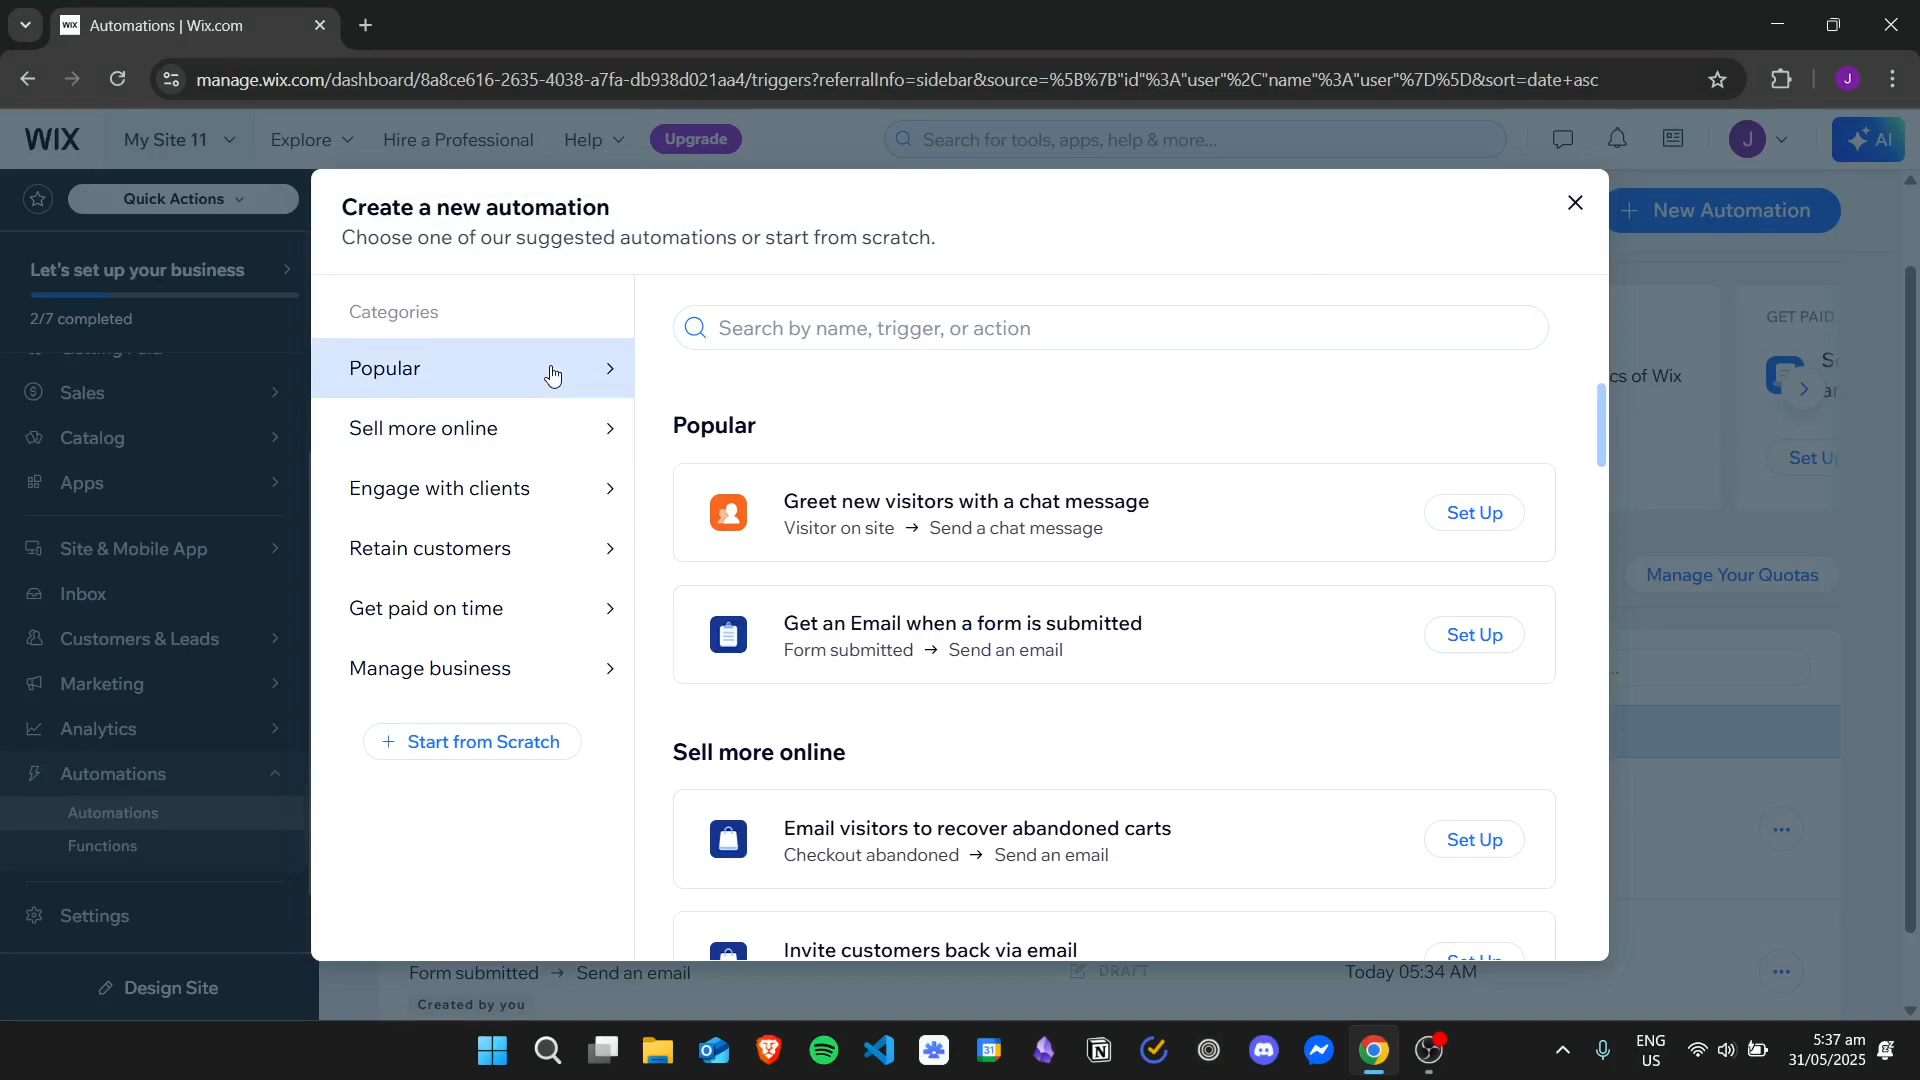 WIX Automations | Wix.com
manage.wix.com/dashboard/8a8ce616-2635-4038-a7fa-db938d021aa4/triggers?referralInfo=sidebar&source=%5B%7B"id"%3A"user"%2C"name"%3A"user"%7D%5D&sort=date+asc
J
WIX My Site 11 Explore Hire a Professional Help Upgrade Search for tools, apps, help & more... J AI
Quick Actions
Let's set up your business
2/7 completed
Sales
Catalog
Apps
Site & Mobile App
Inbox
Customers & Leads
Marketing
Analytics
Automations
Automations
Functions
Settings
Design Site
Create a new automation
Choose one of our suggested automations or start from scratch.
Categories
Popular
Sell more online
Engage with clients
Retain customers
Get paid on time
Manage business
+ Start from Scratch
Search by name, trigger, or action
Popular
Greet new visitors with a chat message
Visitor on site → Send a chat message
Set Up
Get an Email when a form is submitted
Form submitted → Send an email
Set Up
Sell more online
Email visitors to recover abandoned carts
Checkout abandoned → Send an email
Set Up
Invite customers back via email
Set Up
+ New Automation
GET PAID
cs of Wix
Manage Your Quotas
Form submitted → Send an email
DRAFT
Today 05:34 AM
Created by you
31
ENG
US
5:37 am
31/05/2025